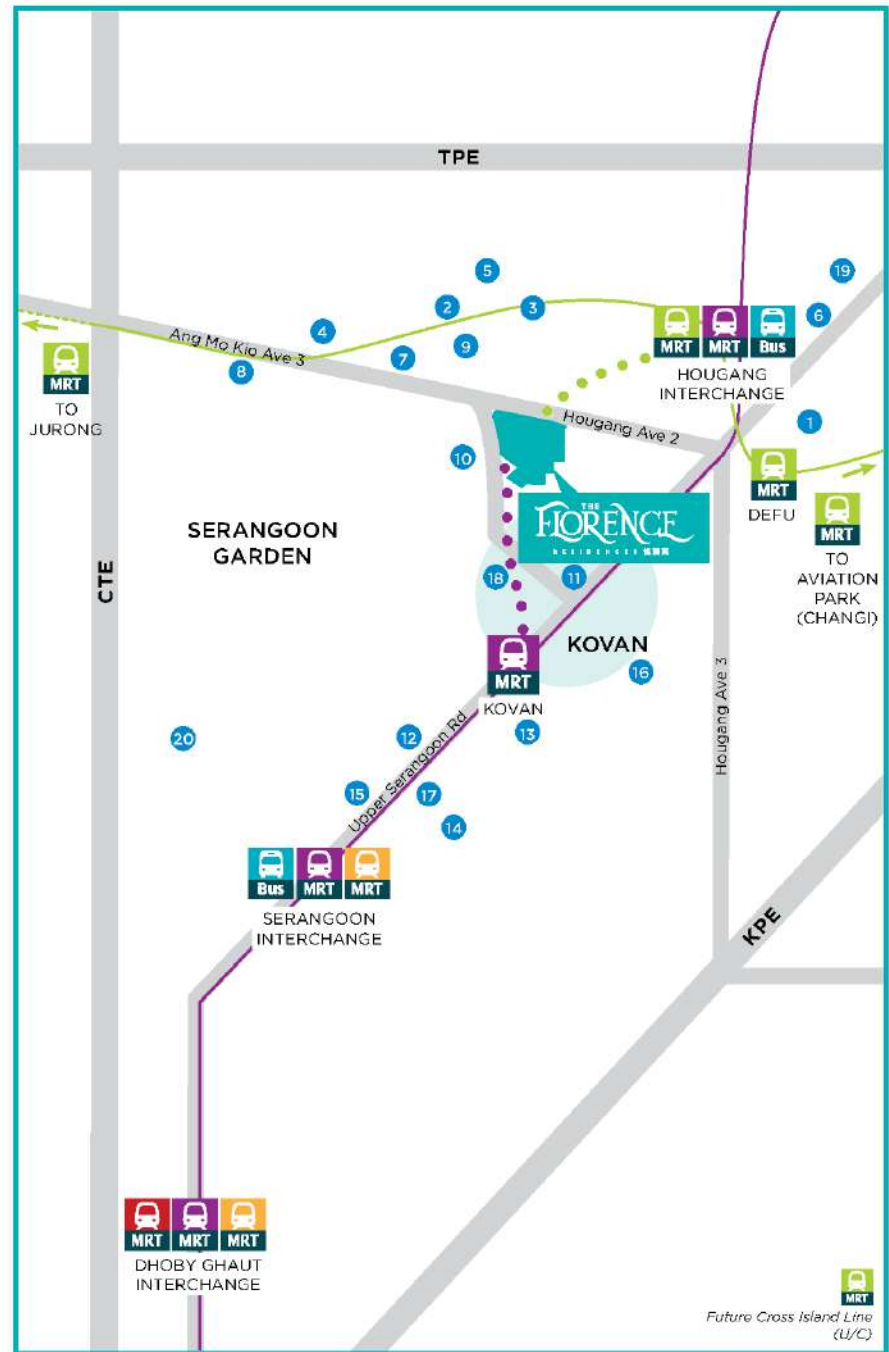 TPE
5
19
2
3
6
4
Ang Mo Kio Ave 3
9
7
8
MRT
MRT
Bus
HOUGANG
INTERCHANGE
MRT
TO
JURONG
Hougang Ave 2
1
10
MRT
DEFU
THE
FLORENCE
RESIDENCES
MRT
TO
AVIATION
PARK
(CHANGI)
SERANGOON
GARDEN
CTE
18
11
KOVAN
16
MRT
KOVAN
Hougang Ave 3
13
12
20
Upper Serangoon Rd
15
17
14
Bus
MRT
MRT
SERANGOON
INTERCHANGE
KPE
MRT
MRT
MRT
DHOBY GHAUT
INTERCHANGE
MRT
Future Cross Island Line
(U/C)